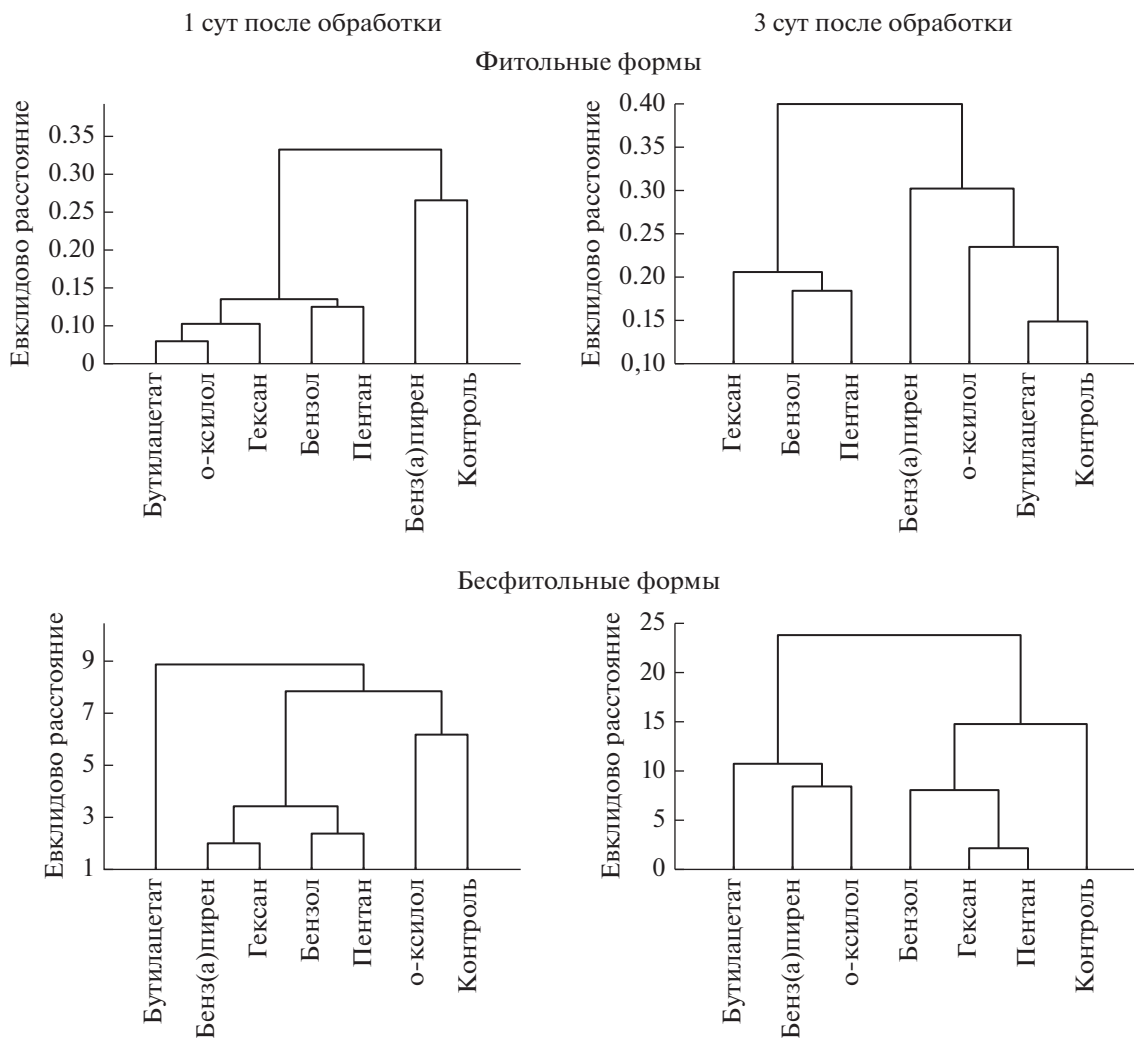 1 сут после обработки
3 сут после обработки
Фитольные формы
Евклидово расстояние
0.35
0.30
0.25
0.20
0.15
0.10
0
Бутилацетат
о-ксилол
Гексан
Бензол
Пентан
Бенз(а)пирен
Контроль
Евклидово расстояние
0.40
0.30
0.25
0.20
0.15
0,10
Гексан
Бензол
Пентан
Бенз(а)пирен
о-ксилол
Бутилацетат
Контроль
Бесфитольные формы
Евклидово расстояние
9
7
5
3
1
Бутилацетат
Бенз(а)пирен
Гексан
Бензол
Пентан
о-ксилол
Контроль
Евклидово расстояние
25
20
15
10
5
0
Бутилацетат
Бенз(а)пирен
о-ксилол
Бензол
Гексан
Пентан
Контроль